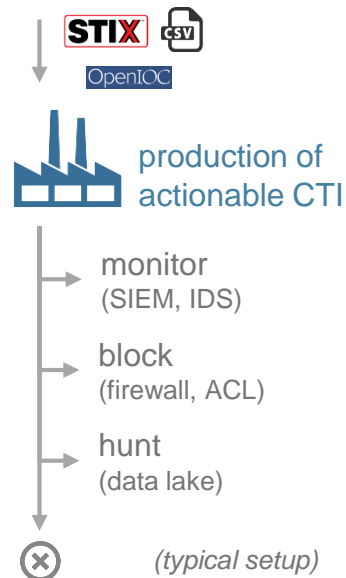 STIX
CSV
OpenIOC
production of
actionable CTI
monitor
(SIEM, IDS)
block
(firewall, ACL)
hunt
(data lake)
(typical setup)